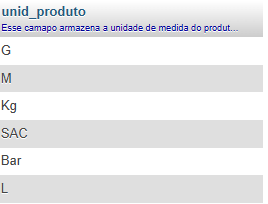 unid_produto
Esse camapo armazena a unidade de medida do produt...
G
M
Kg
SAC
Bar
L